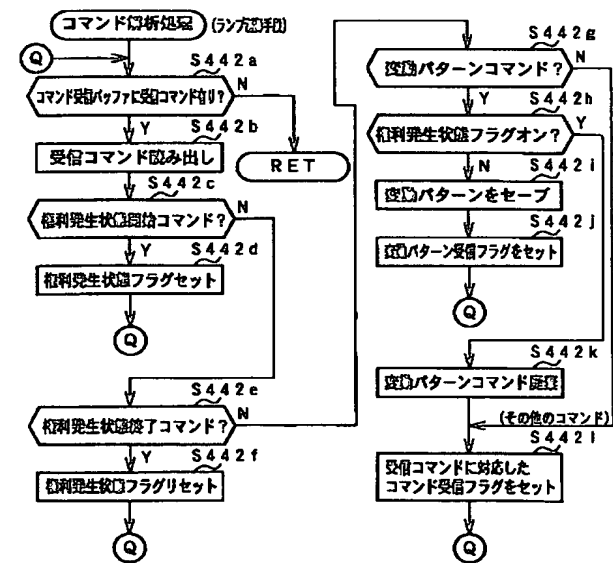 コマンド解析処理 (ランプ制御手段)
Q
S442a
コマンド受信バッファに受信コマンド有り?
N
Y
RET
S442b
受信コマンド読み出し
S442c
権利発生状態開始コマンド?
N
Y
S442d
権利発生状態フラグセット
Q
S442e
権利発生状態終了コマンド?
N
Y
S442f
権利発生状態フラグリセット
Q
S442g
変動パターンコマンド?
N
Y
S442h
権利発生状態フラグオン?
Y
N
S442i
変動パターンをセーブ
S442j
変動パターン受信フラグをセット
Q
S442k
変動パターンコマンド
(その他のコマンド)
S442l
受信コマンドに対応した
コマンド受信フラグをセット
Q